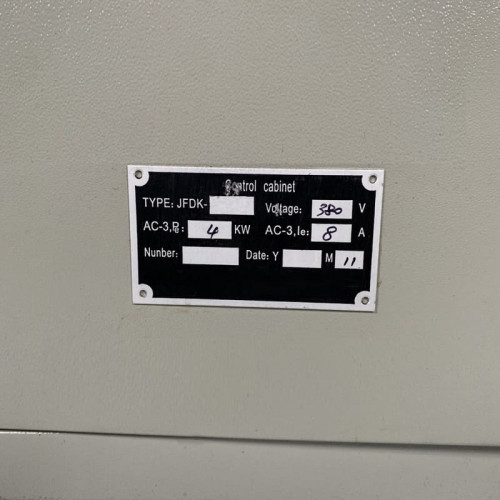 Control cabinet
TYPE: JFDK- Voltage: 380 V
AC-3,Pe: 4 KW AC-3,Ie: 8 A
Nunber: Date: Y M 11